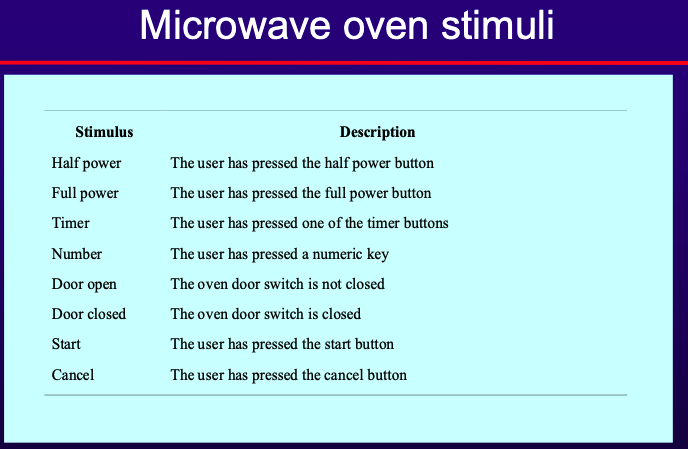 Microwave oven stimuli
Stimulus Description
Half power The user has pressed the half power button
Full power The user has pressed the full power button
Timer The user has pressed one of the timer buttons
Number The user has pressed a numeric key
Door open The oven door switch is not closed
Door closed The oven door switch is closed
Start The user has pressed the start button
Cancel The user has pressed the cancel button